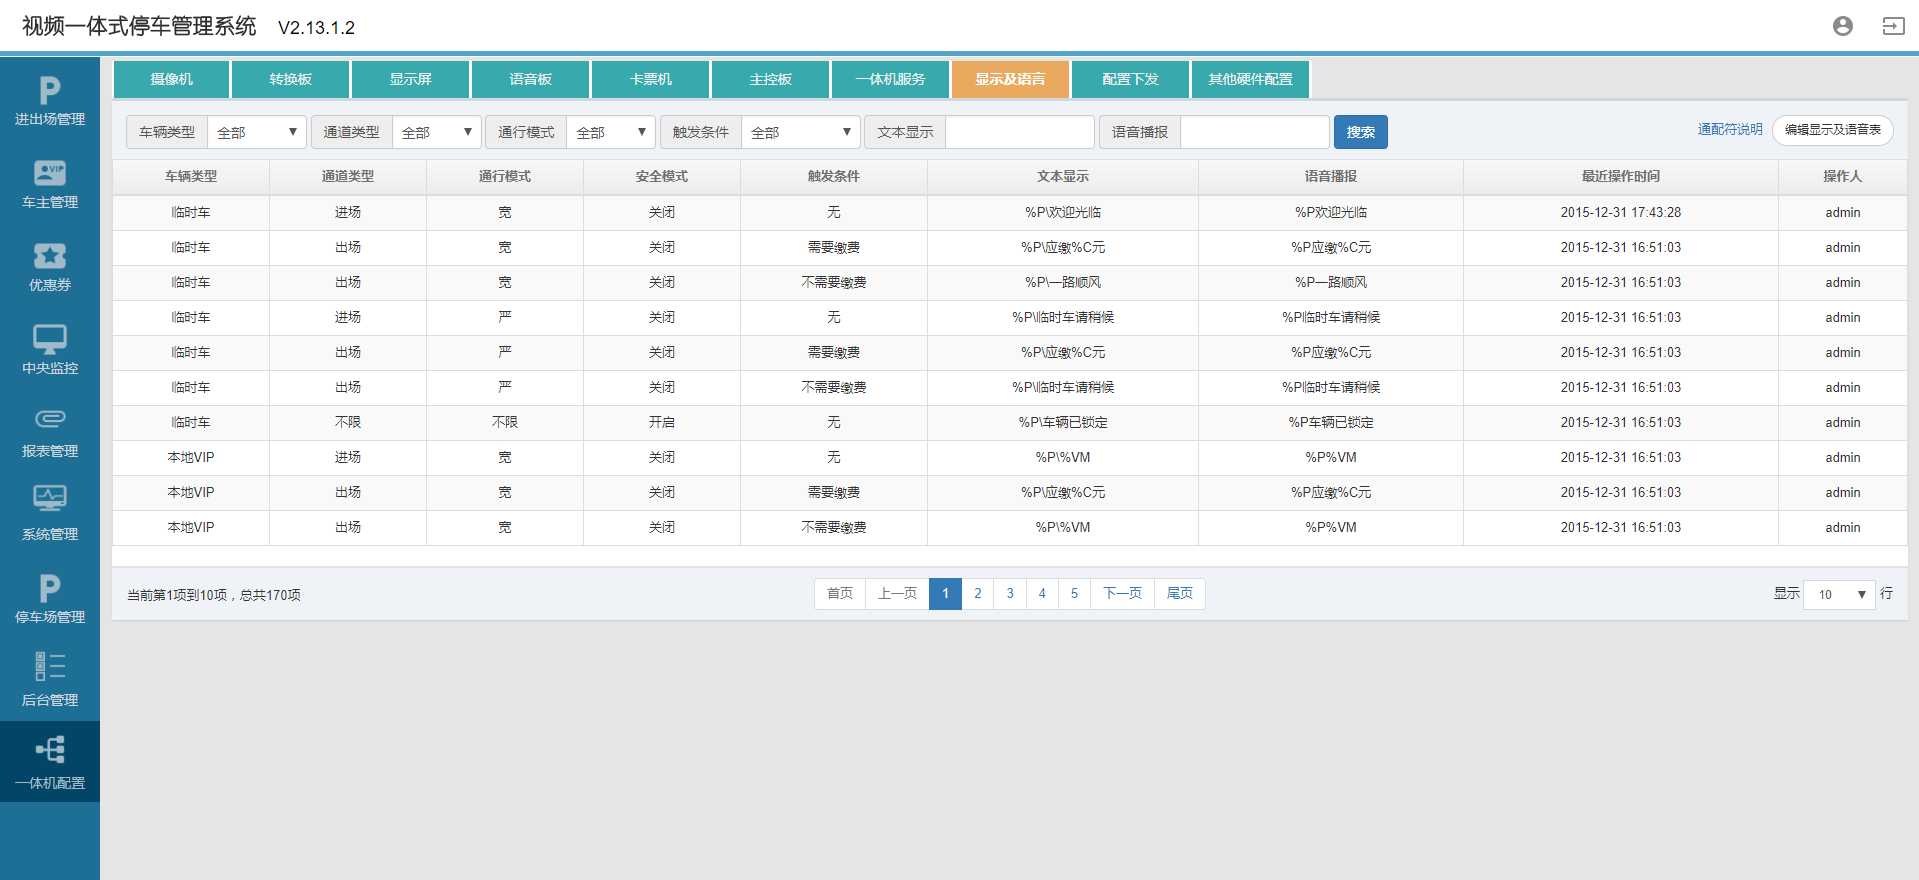 视频一体式停车管理系统 V2.13.1.2
进出场管理
车主管理
优惠券
中央监控
报表管理
系统管理
停车场管理
后台管理
一体机配置
摄像机 转换板 显示屏 语音板 卡票机 主控板 一体机服务 显示及语言 配置下发 其他硬件配置
车辆类型 全部 ▼ 通道类型 全部 ▼ 通行模式 全部 ▼ 触发条件 全部 ▼ 文本显示 语音播报 搜索 通配符说明 编辑显示及语音表
车辆类型 通道类型 通行模式 安全模式 触发条件 文本显示 语音播报 最近操作时间 操作人
临时车 进场 宽 关闭 无 %P\欢迎光临 %P欢迎光临 2015-12-31 17:43:28 admin
临时车 出场 宽 关闭 需要缴费 %P\应缴%C元 %P应缴%C元 2015-12-31 16:51:03 admin
临时车 出场 宽 关闭 不需要缴费 %P\一路顺风 %P一路顺风 2015-12-31 16:51:03 admin
临时车 进场 严 关闭 无 %P\临时车请稍候 %P临时车请稍候 2015-12-31 16:51:03 admin
临时车 出场 严 关闭 需要缴费 %P\应缴%C元 %P应缴%C元 2015-12-31 16:51:03 admin
临时车 出场 严 关闭 不需要缴费 %P\临时车请稍候 %P临时车请稍候 2015-12-31 16:51:03 admin
临时车 不限 不限 开启 无 %P\车辆已锁定 %P车辆已锁定 2015-12-31 16:51:03 admin
本地VIP 进场 宽 关闭 无 %P\%VM %P%VM 2015-12-31 16:51:03 admin
本地VIP 出场 宽 关闭 需要缴费 %P\应缴%C元 %P应缴%C元 2015-12-31 16:51:03 admin
本地VIP 出场 宽 关闭 不需要缴费 %P\%VM %P%VM 2015-12-31 16:51:03 admin
当前第1项到10项，总共170项 首页 上一页 1 2 3 4 5 下一页 尾页 显示 10 ▼ 行